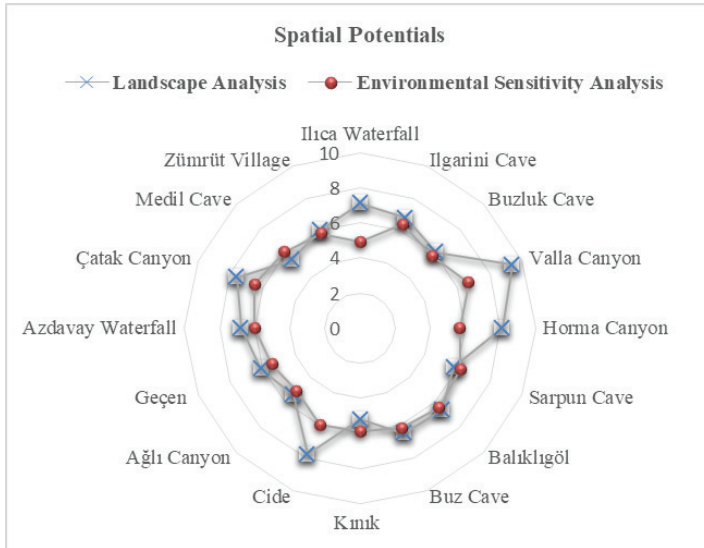 Spatial Potentials
Landscape Analysis Environmental Sensitivity Analysis
Ilıca Waterfall
Zümrüt Village 10 Ilgarini Cave
Medil Cave 8 Buzluk Cave
6
Çatak Canyon 4 Valla Canyon
2
Azdavay Waterfall 0 Horma Canyon
Geçen Sarpun Cave
Ağlı Canyon Balıklıgöl
Cide Buz Cave
Kınık